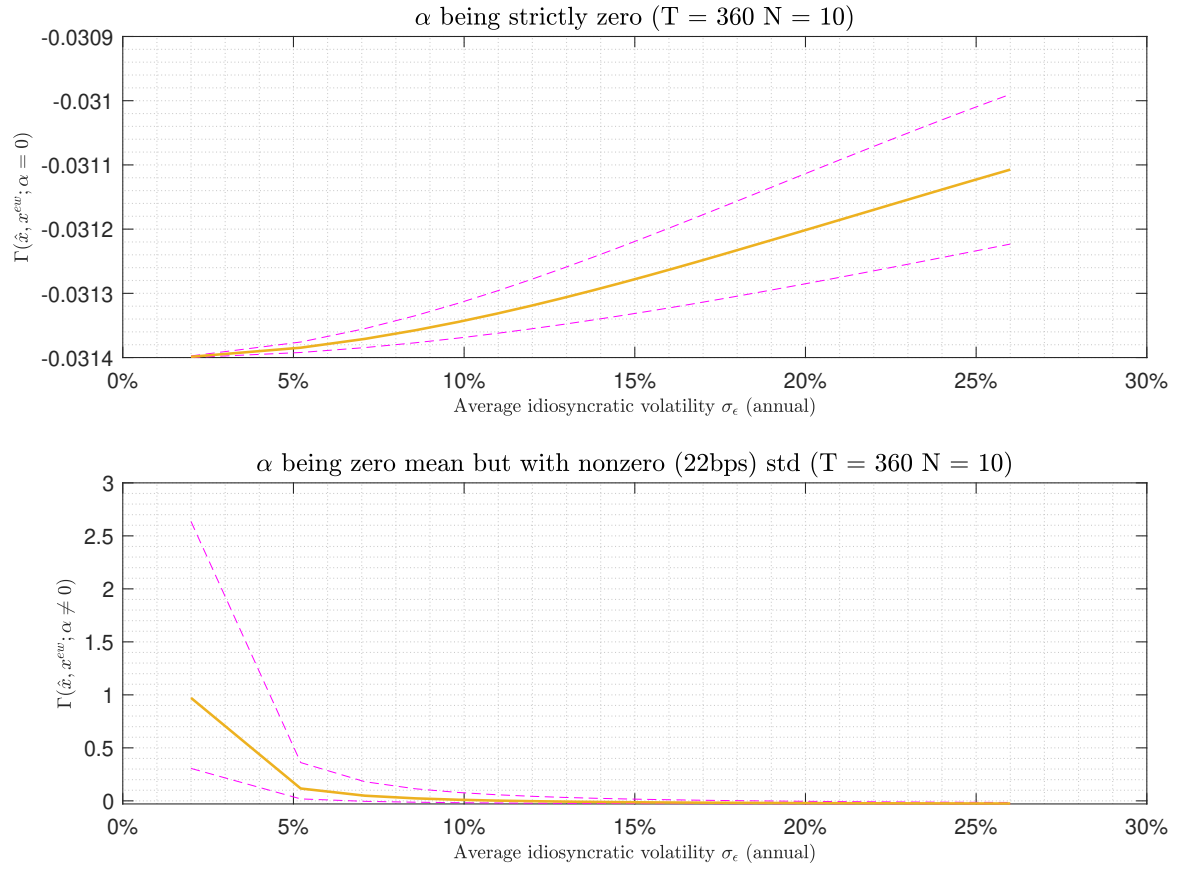 α being strictly zero (T = 360 N = 10)
-0.0309
-0.031
-0.0311
-0.0312
-0.0313
-0.0314
Γ(x̂, x^{ew}; α = 0)
0% 5% 10% 15% 20% 25% 30%
Average idiosyncratic volatility σ_ϵ (annual)
α being zero mean but with nonzero (22bps) std (T = 360 N = 10)
3
2.5
2
1.5
1
0.5
0
Γ(x̂, x^{ew}; α ≠ 0)
0% 5% 10% 15% 20% 25% 30%
Average idiosyncratic volatility σ_ϵ (annual)